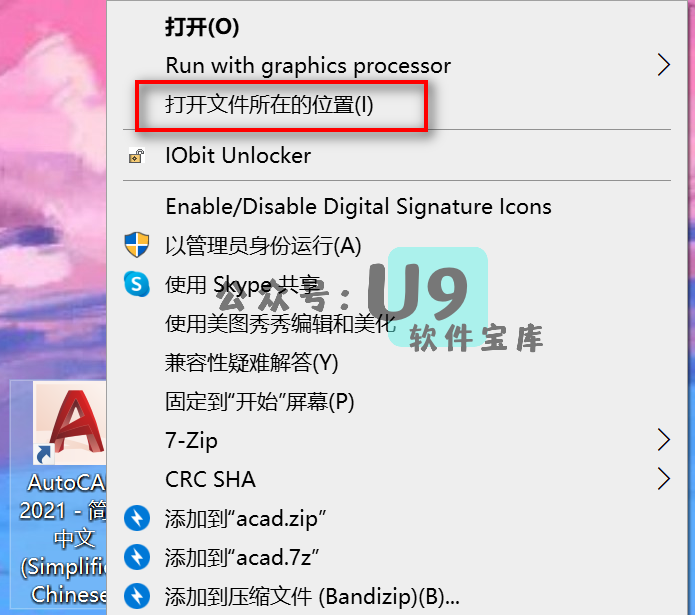 打开(O)
Run with graphics processor
打开文件所在的位置(I)
IObit Unlocker
Enable/Disable Digital Signature Icons
以管理员身份运行(A)
使用 Skype 共享
公众号：U9
软件宝库
使用美图秀秀编辑和美化
兼容性疑难解答(Y)
固定到“开始”屏幕(P)
7-Zip
CRC SHA
添加到“acad.zip”
添加到“acad.7z”
添加到压缩文件 (Bandizip)(B)...
AutoCA
2021 - 简
中文
(Simplifie
Chinese